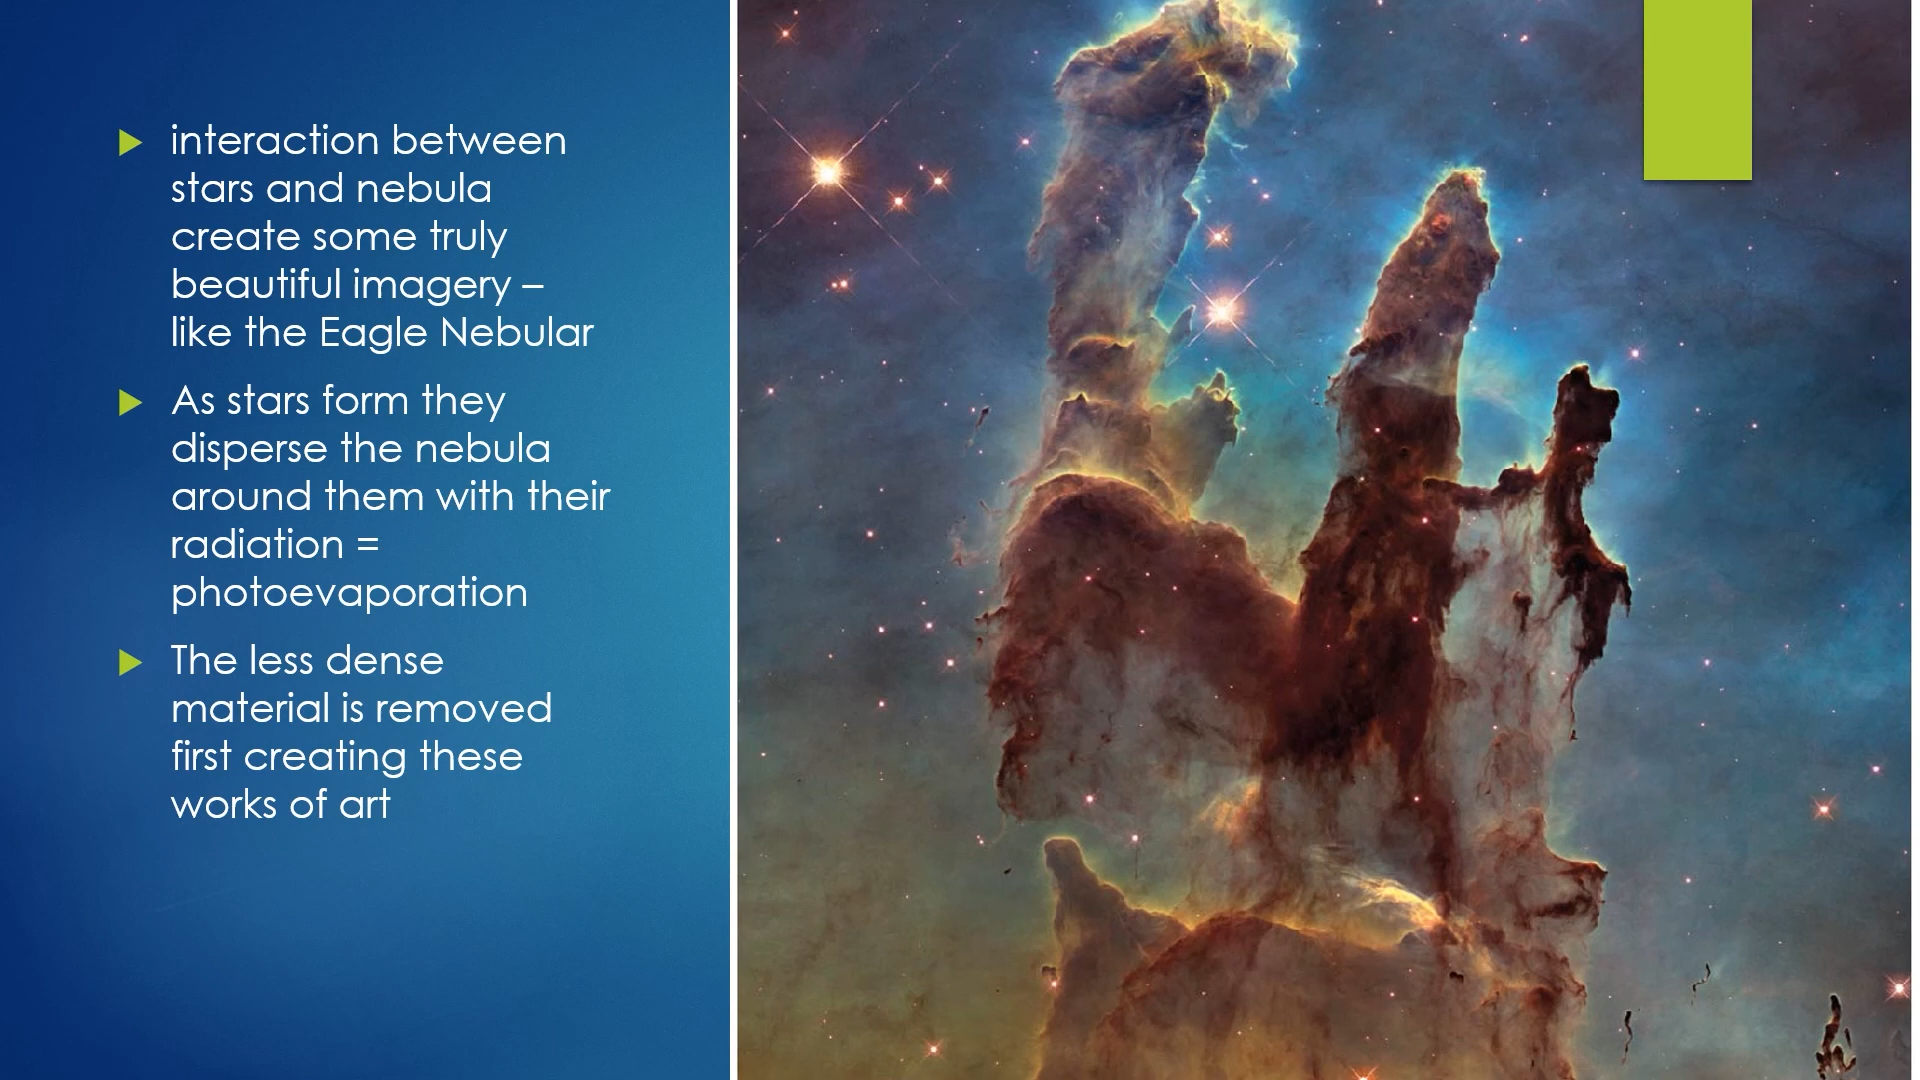 interaction between
stars and nebula
create some truly
beautiful imagery –
like the Eagle Nebular
As stars form they
disperse the nebula
around them with their
radiation =
photoevaporation
The less dense
material is removed
first creating these
works of art